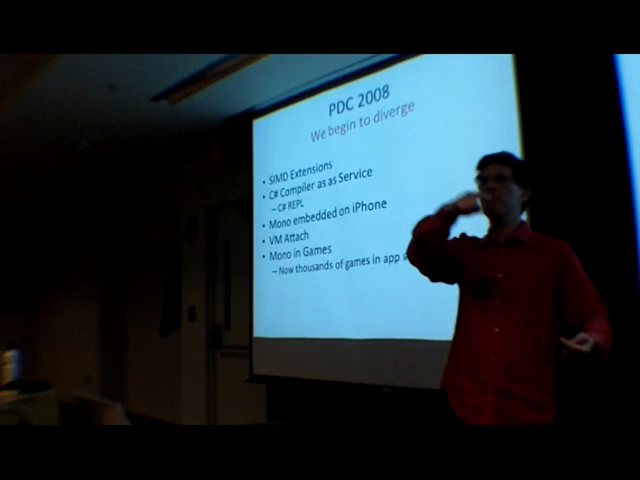 PDC 2008
We begin to diverge
• SIMD Extensions
• C# Compiler as as Service
– C# REPL
• Mono embedded on iPhone
• VM Attach
• Mono in Games
– Now thousands of games in app